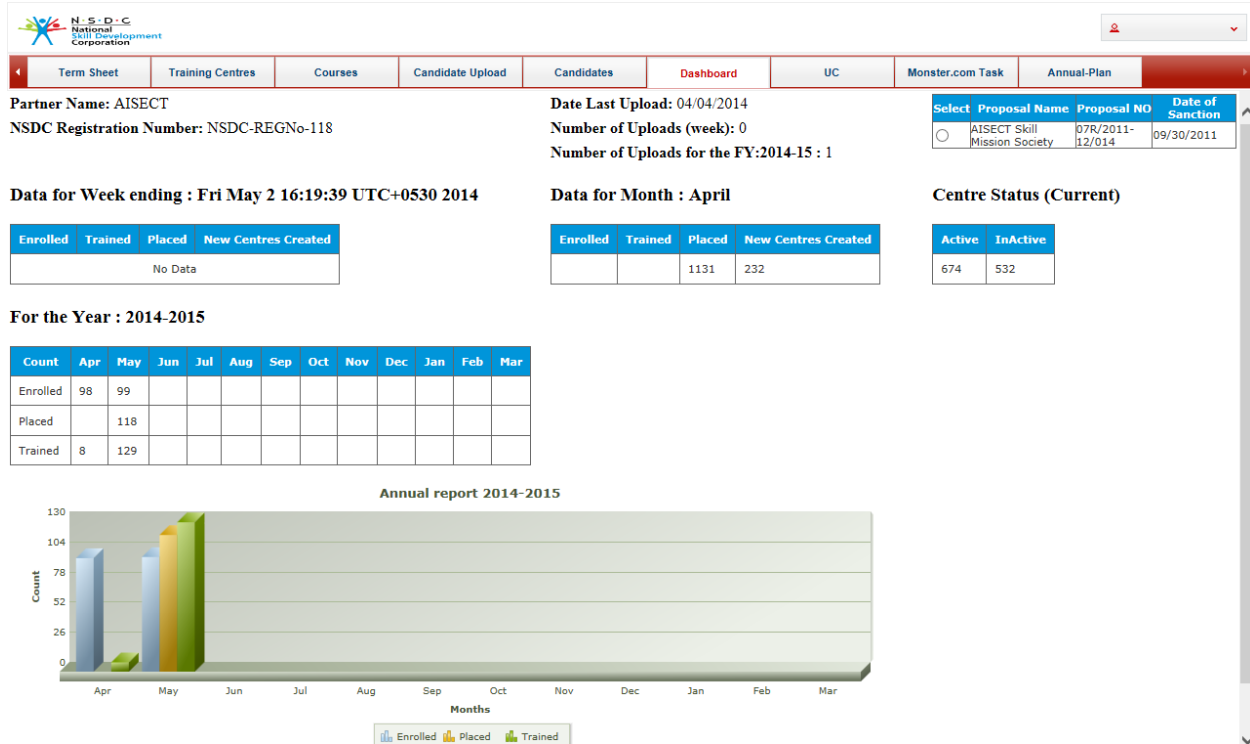 N·S·D·C
National
Skill Development
Corporation
Term Sheet Training Centres Courses Candidate Upload Candidates Dashboard UC Monster.com Task Annual-Plan
Partner Name: AISECT
NSDC Registration Number: NSDC-REGNo-118
Date Last Upload: 04/04/2014
Number of Uploads (week): 0
Number of Uploads for the FY:2014-15 : 1
Select Proposal Name Proposal NO Date of Sanction
AISECT Skill Mission Society 07R/2011-12/014 09/30/2011
Data for Week ending : Fri May 2 16:19:39 UTC+0530 2014
Enrolled Trained Placed New Centres Created
No Data
Data for Month : April
Enrolled Trained Placed New Centres Created
1131 232
Centre Status (Current)
Active InActive
674 532
For the Year : 2014-2015
Count Apr May Jun Jul Aug Sep Oct Nov Dec Jan Feb Mar
Enrolled 98 99
Placed 118
Trained 8 129
Annual report 2014-2015
130
104
78
52
26
0
Count
Apr May Jun Jul Aug Sep Oct Nov Dec Jan Feb Mar
Months
Enrolled Placed Trained